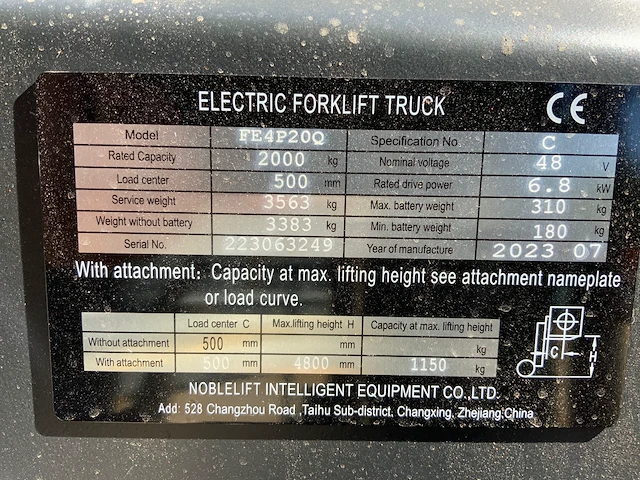 ELECTRIC FORKLIFT TRUCK CE
Model FE4P20Q Specification No C
Rated Capacity 2000 kg Nominal voltage 48 V
Load center 500 mm Rated drive power 6.8 kW
Service weight 3563 kg Max. battery weight 310 kg
Weight without battery 3383 kg Min. battery weight 180 kg
Serial No. 223063249 Year of manufacture 2023 07
With attachment: Capacity at max. lifting height see attachment nameplate
or load curve.
Load center C Max.lifting height H Capacity at max. lifting height
Without attachment 500 mm mm kg
With attachment 500 mm 4800 mm 1150 kg
C H
NOBLELIFT INTELLIGENT EQUIPMENT CO.,LTD.
Add: 528 Changzhou Road ,Taihu Sub-district, Changxing, Zhejiang,China